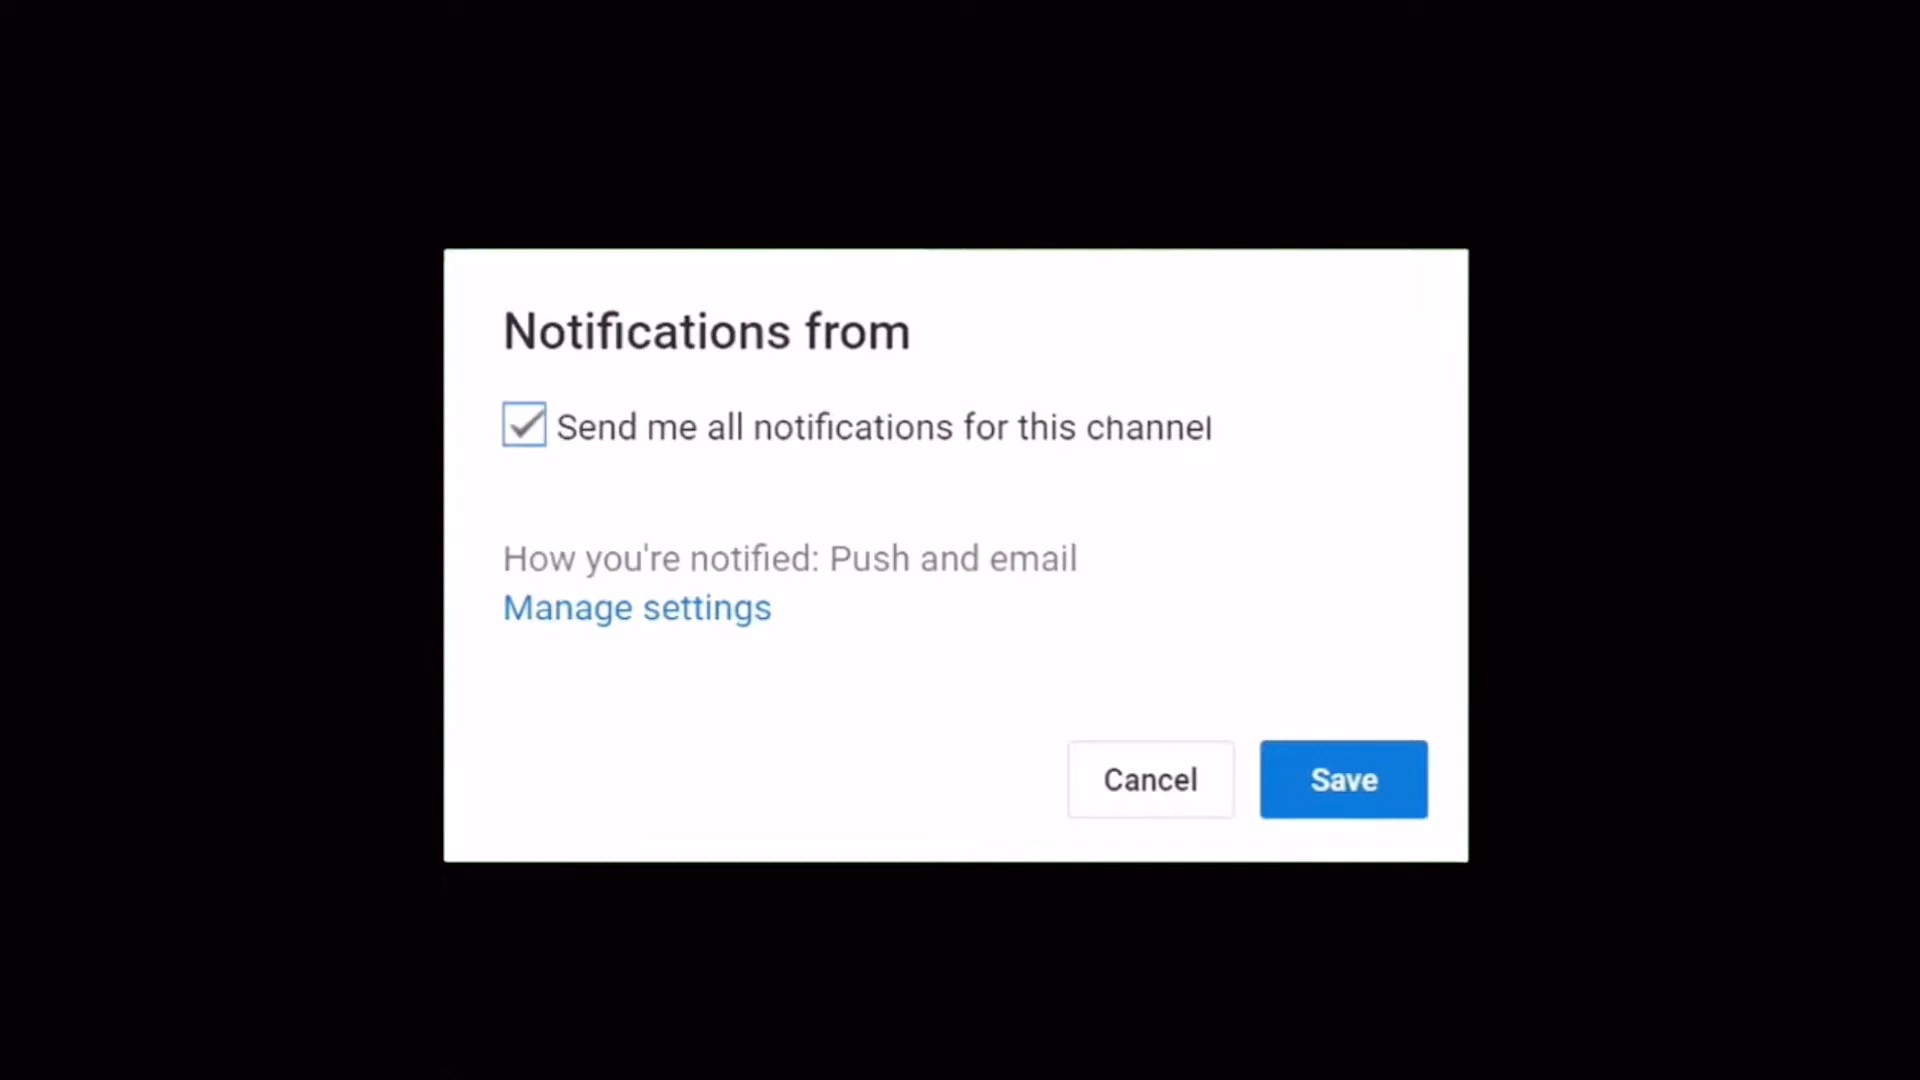 Notifications from
Send me all notifications for this channel
How you're notified: Push and email
Manage settings
Cancel Save